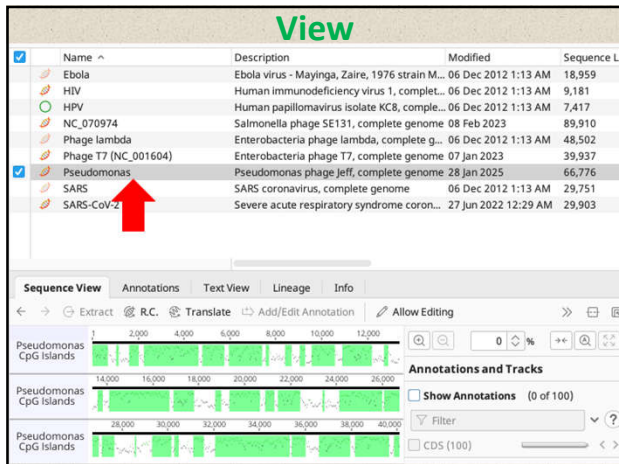 View
Name Description Modified Sequence L
Ebola Ebola virus - Mayinga, Zaire, 1976 strain M... 06 Dec 2012 1:13 AM 18,959
HIV Human immunodeficiency virus 1, complet... 06 Dec 2012 1:13 AM 9,181
HPV Human papillomavirus isolate KC8, comple... 06 Dec 2012 1:13 AM 7,417
NC_070974 Salmonella phage SE131, complete genome 08 Feb 2023 89,910
Phage lambda Enterobacteria phage lambda, complete g... 06 Dec 2012 1:13 AM 48,502
Phage T7 (NC_001604) Enterobacteria phage T7, complete genome 07 Jan 2023 39,937
Pseudomonas Pseudomonas phage Jeff, complete genome 28 Jan 2025 66,776
SARS SARS coronavirus, complete genome 06 Dec 2012 1:13 AM 29,751
SARS-CoV-2 Severe acute respiratory syndrome coron... 27 Jun 2022 12:29 AM 29,903
Sequence View Annotations Text View Lineage Info
Extract R.C. Translate Add/Edit Annotation Allow Editing
1 2,000 4,000 6,000 8,000 10,000 12,000
Pseudomonas
CpG Islands
14,000 16,000 18,000 20,000 22,000 24,000 26,000
Pseudomonas
CpG Islands
28,000 30,000 32,000 34,000 36,000 38,000 40,000
Pseudomonas
CpG Islands
0 %
Annotations and Tracks
Show Annotations (0 of 100)
Filter ?
CDS (100)